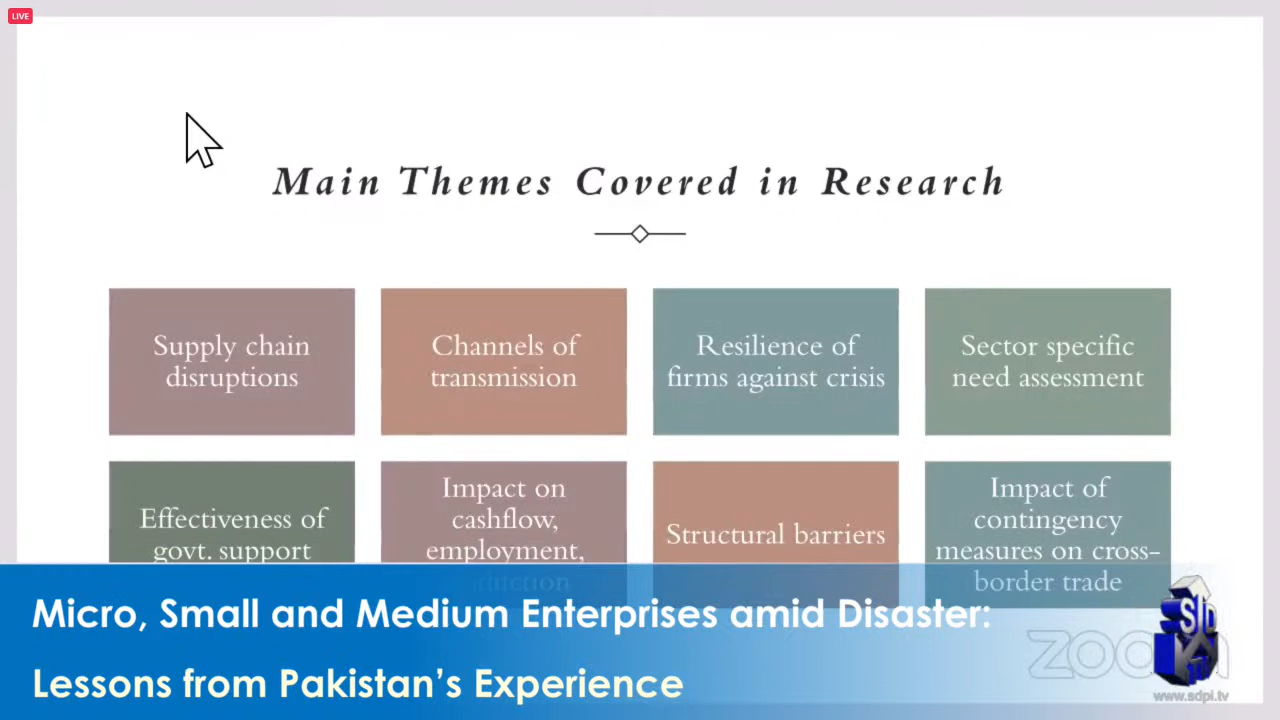 LIVE
Main Themes Covered in Research
Supply chain
disruptions
Channels of
transmission
Resilience of
firms against crisis
Sector specific
need assessment
Effectiveness of
govt. support
Impact on
cashflow,
employment,
Structural barriers
Impact of
contingency
measures on cross-
border trade
Micro, Small and Medium Enterprises amid Disaster:
Lessons from Pakistan's Experience
zoom
SDPI
www.sdpi.tv